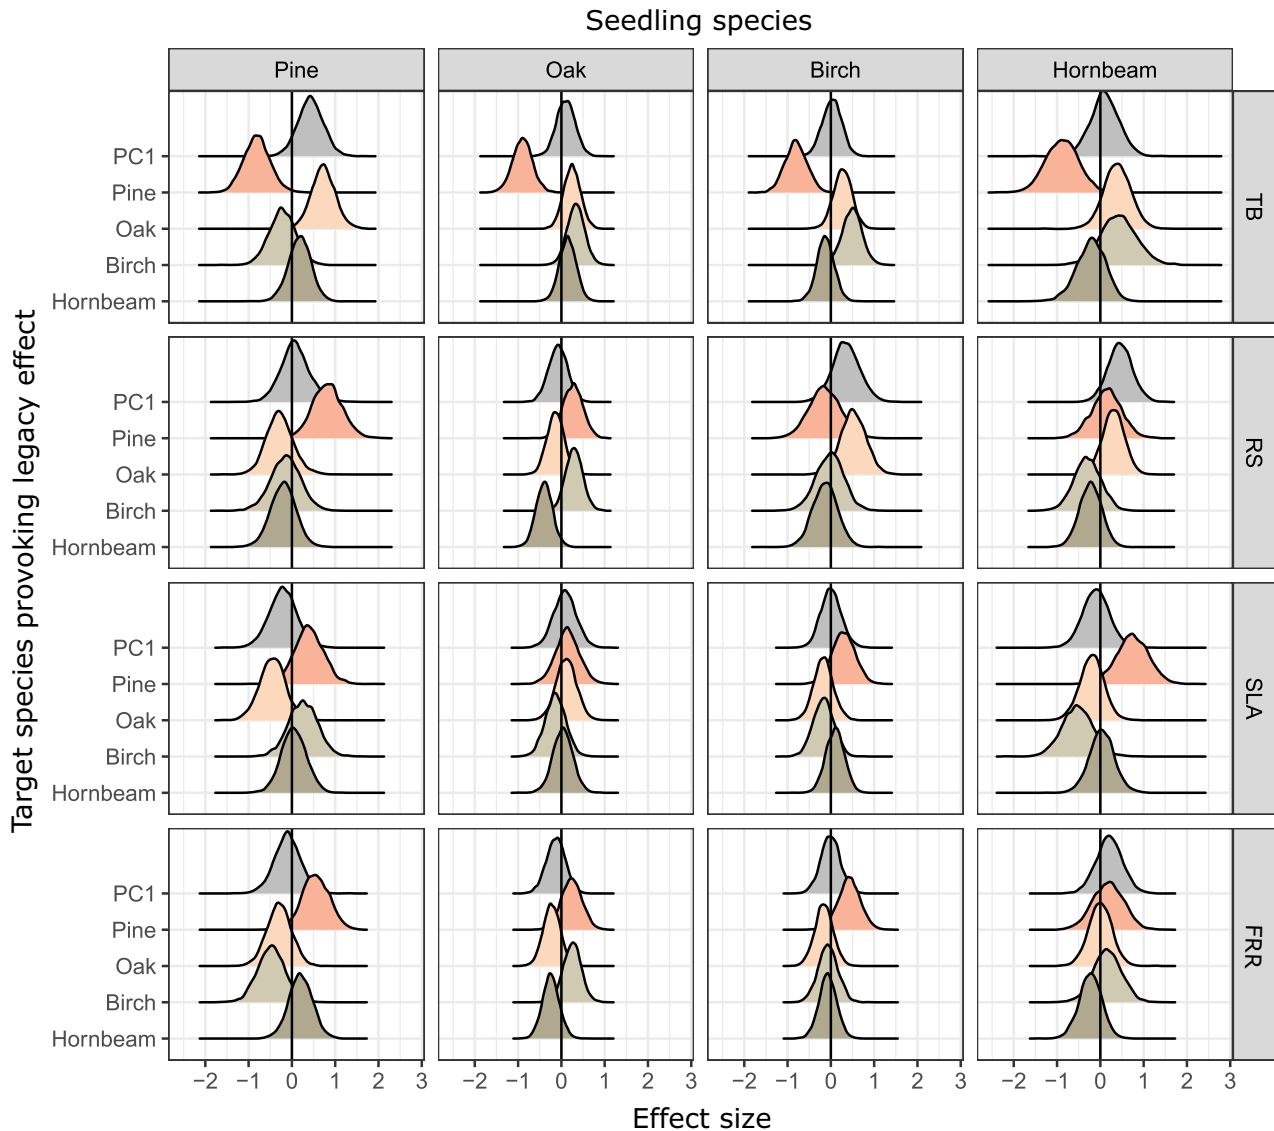 Seedling species
Pine Oak Birch Hornbeam
Target species provoking legacy effect
PC1
Pine
Oak
Birch
Hornbeam
TB
PC1
Pine
Oak
Birch
Hornbeam
RS
PC1
Pine
Oak
Birch
Hornbeam
SLA
PC1
Pine
Oak
Birch
Hornbeam
FRR
−2 −1 0 1 2 3 −2 −1 0 1 2 3 −2 −1 0 1 2 3 −2 −1 0 1 2 3
Effect size